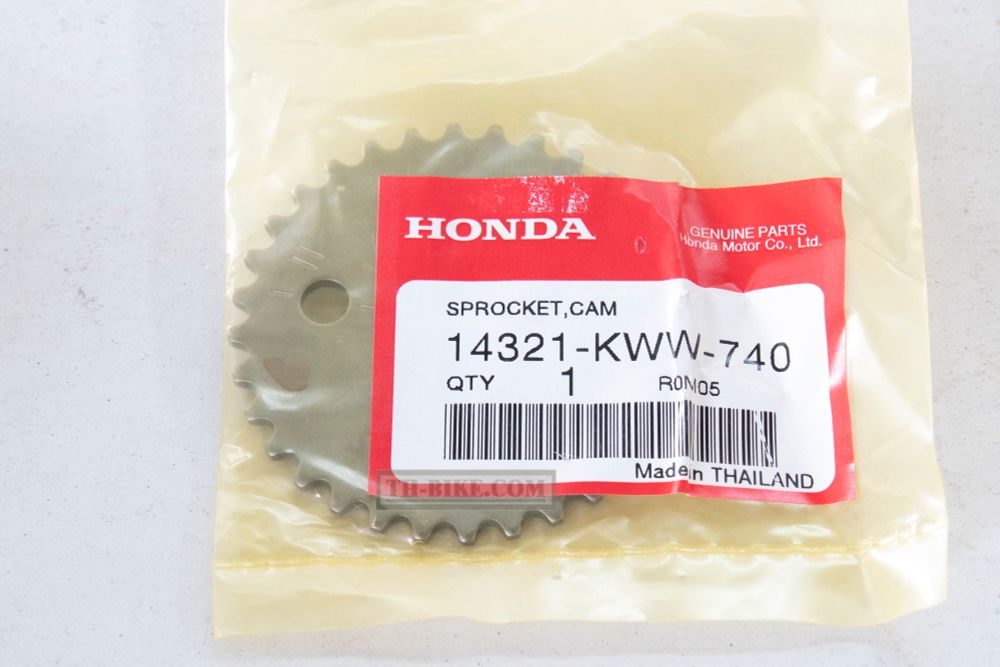 HONDA
GENUINE PARTS
Honda Motor Co., Ltd.
SPROCKET,CAM
14321-KWW-740
QTY 1
Made in THAILAND
TH-BIKE.COM